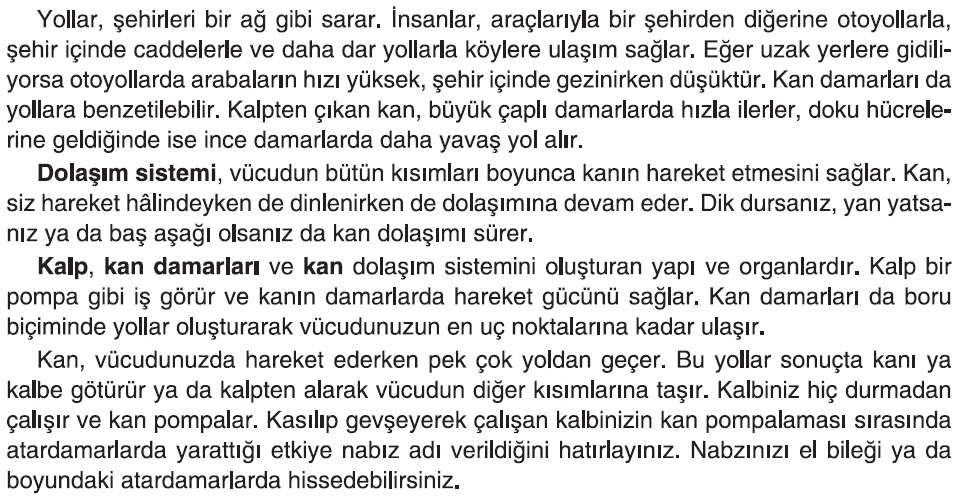 Yollar, şehirleri bir ağ gibi sarar. İnsanlar, araçlarıyla bir şehirden diğerine otoyollarla,
şehir içinde caddelerle ve daha dar yollarla köylere ulaşım sağlar. Eğer uzak yerlere gidili-
yorsa otoyollarda arabaların hızı yüksek, şehir içinde gezinirken düşüktür. Kan damarları da
yollara benzetilebilir. Kalpten çıkan kan, büyük çaplı damarlarda hızla ilerler, doku hücrele-
rine geldiğinde ise ince damarlarda daha yavaş yol alır.
Dolaşım sistemi, vücudun bütün kısımları boyunca kanın hareket etmesini sağlar. Kan,
siz hareket hâlindeyken de dinlenirken de dolaşımına devam eder. Dik dursanız, yan yatsa-
nız ya da baş aşağı olsanız da kan dolaşımı sürer.
Kalp, kan damarları ve kan dolaşım sistemini oluşturan yapı ve organlardır. Kalp bir
pompa gibi iş görür ve kanın damarlarda hareket gücünü sağlar. Kan damarları da boru
biçiminde yollar oluşturarak vücudunuzun en uç noktalarına kadar ulaşır.
Kan, vücudunuzda hareket ederken pek çok yoldan geçer. Bu yollar sonuçta kanı ya
kalbe götürür ya da kalpten alarak vücudun diğer kısımlarına taşır. Kalbiniz hiç durmadan
çalışır ve kan pompalar. Kasılıp gevşeyerek çalışan kalbinizin kan pompalaması sırasında
atardamarlarda yarattığı etkiye nabız adı verildiğini hatırlayınız. Nabzınızı el bileği ya da
boyundaki atardamarlarda hissedebilirsiniz.